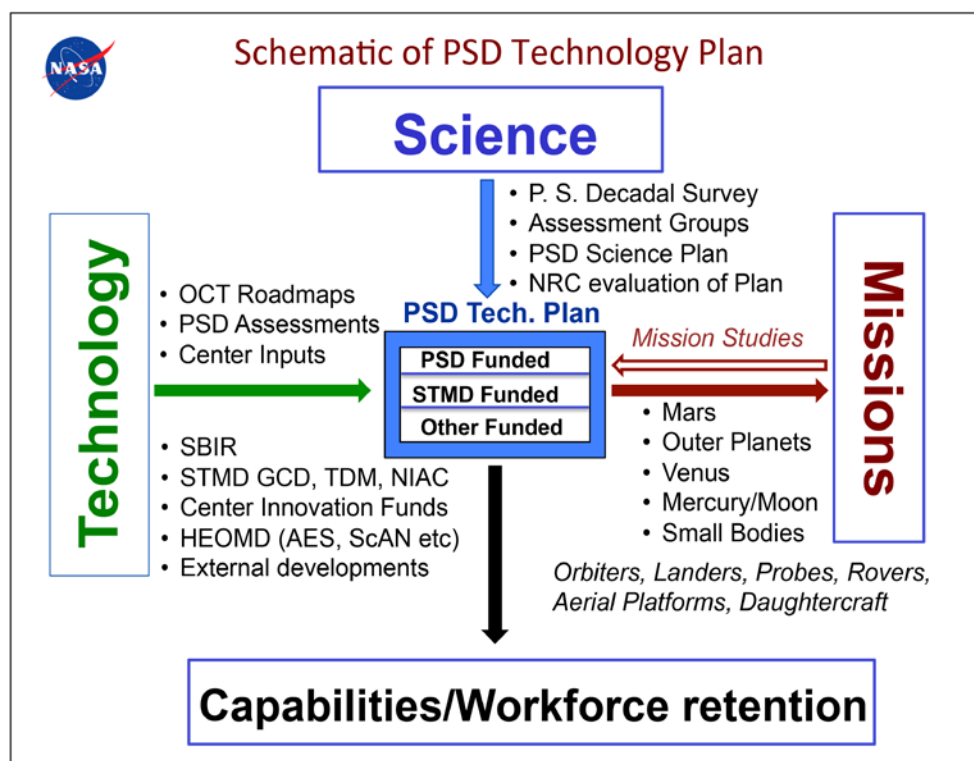 NASA
Schematic of PSD Technology Plan
Science
• P. S. Decadal Survey
• Assessment Groups
• PSD Science Plan
• NRC evaluation of Plan
Technology
• OCT Roadmaps
• PSD Assessments
• Center Inputs
• SBIR
• STMD GCD, TDM, NIAC
• Center Innovation Funds
• HEOMD (AES, ScAN etc)
• External developments
PSD Tech. Plan
PSD Funded
STMD Funded
Other Funded
Mission Studies
• Mars
• Outer Planets
• Venus
• Mercury/Moon
• Small Bodies
Orbiters, Landers, Probes, Rovers,
Aerial Platforms, Daughtercraft
Missions
Capabilities/Workforce retention